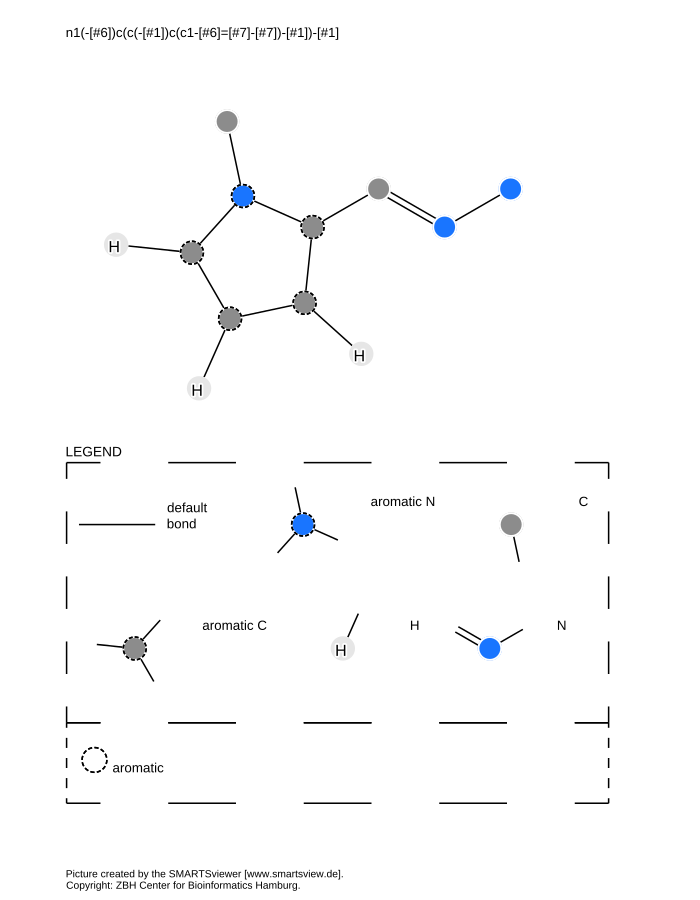 n1(-[#6])c(c(-[#1])c(c1-[#6]=[#7]-[#7])-[#1])-[#1]
H
H
H
LEGEND
default
bond
aromatic N
C
aromatic C
H
H
N
aromatic
Picture created by the SMARTSviewer [www.smartsview.de].
Copyright: ZBH Center for Bioinformatics Hamburg.